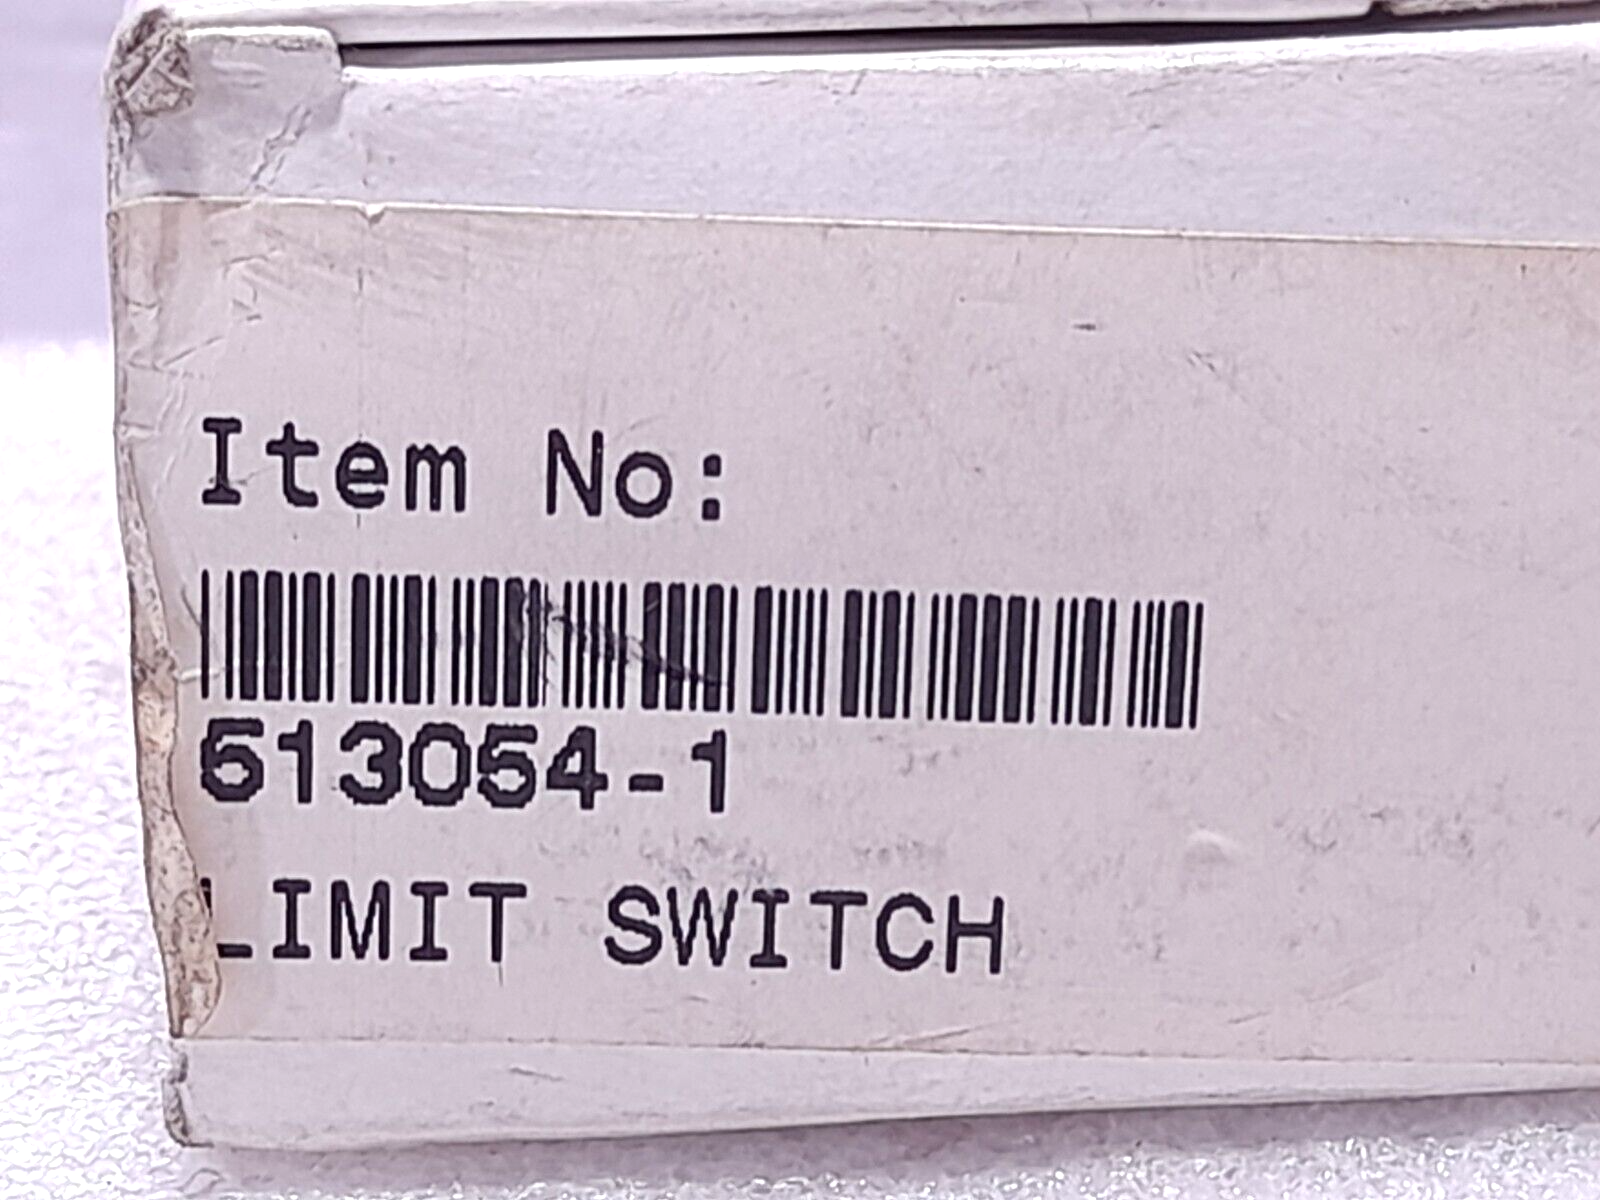 Item No:
513054-1
LIMIT SWITCH